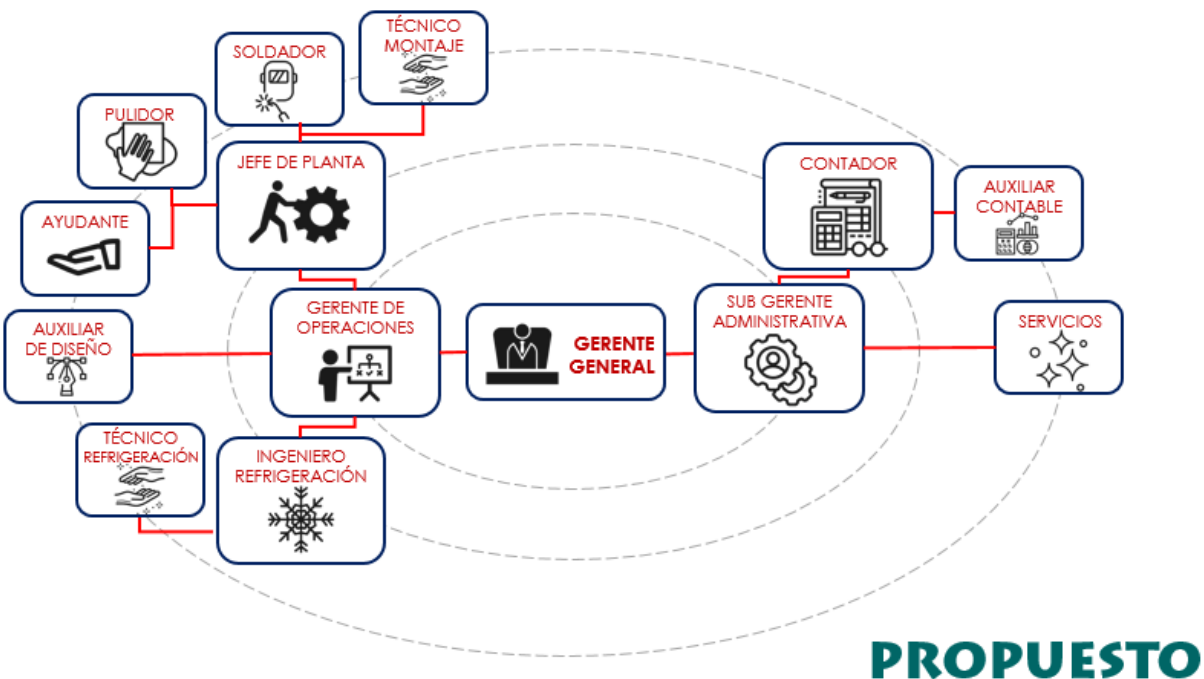 TÉCNICO
MONTAJE
SOLDADOR
PULIDOR
JEFE DE PLANTA
CONTADOR
AUXILIAR
CONTABLE
AYUDANTE
GERENTE DE
OPERACIONES
SUB GERENTE
ADMINISTRATIVA
AUXILIAR
DE DISEÑO
GERENTE
GENERAL
SERVICIOS
TÉCNICO
REFRIGERACIÓN
INGENIERO
REFRIGERACIÓN
PROPUESTO